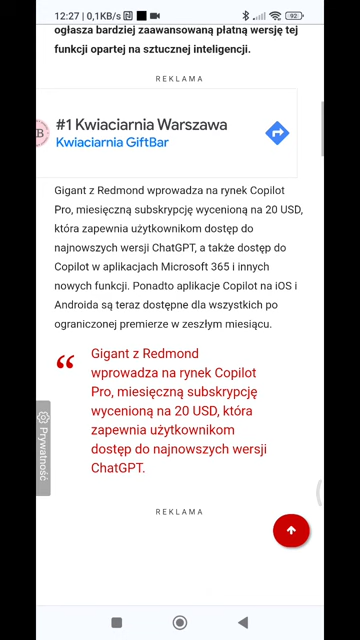 12:27 | 0,1KB/s
92
ogłasza bardziej zaawansowaną płatną wersję tej
funkcji opartej na sztucznej inteligencji.
REKLAMA
B
#1 Kwiaciarnia Warszawa
Kwiaciarnia GiftBar
Gigant z Redmond wprowadza na rynek Copilot
Pro, miesięczną subskrypcję wycenioną na 20 USD,
która zapewnia użytkownikom dostęp do
najnowszych wersji ChatGPT, a także dostęp do
Copilot w aplikacjach Microsoft 365 i innych
nowych funkcji. Ponadto aplikacje Copilot na iOS i
Androida są teraz dostępne dla wszystkich po
ograniczonej premierze w zeszłym miesiącu.
“ Gigant z Redmond
wprowadza na rynek Copilot
Pro, miesięczną subskrypcję
wycenioną na 20 USD, która
zapewnia użytkownikom
dostęp do najnowszych wersji
ChatGPT.
Prywatność
REKLAMA